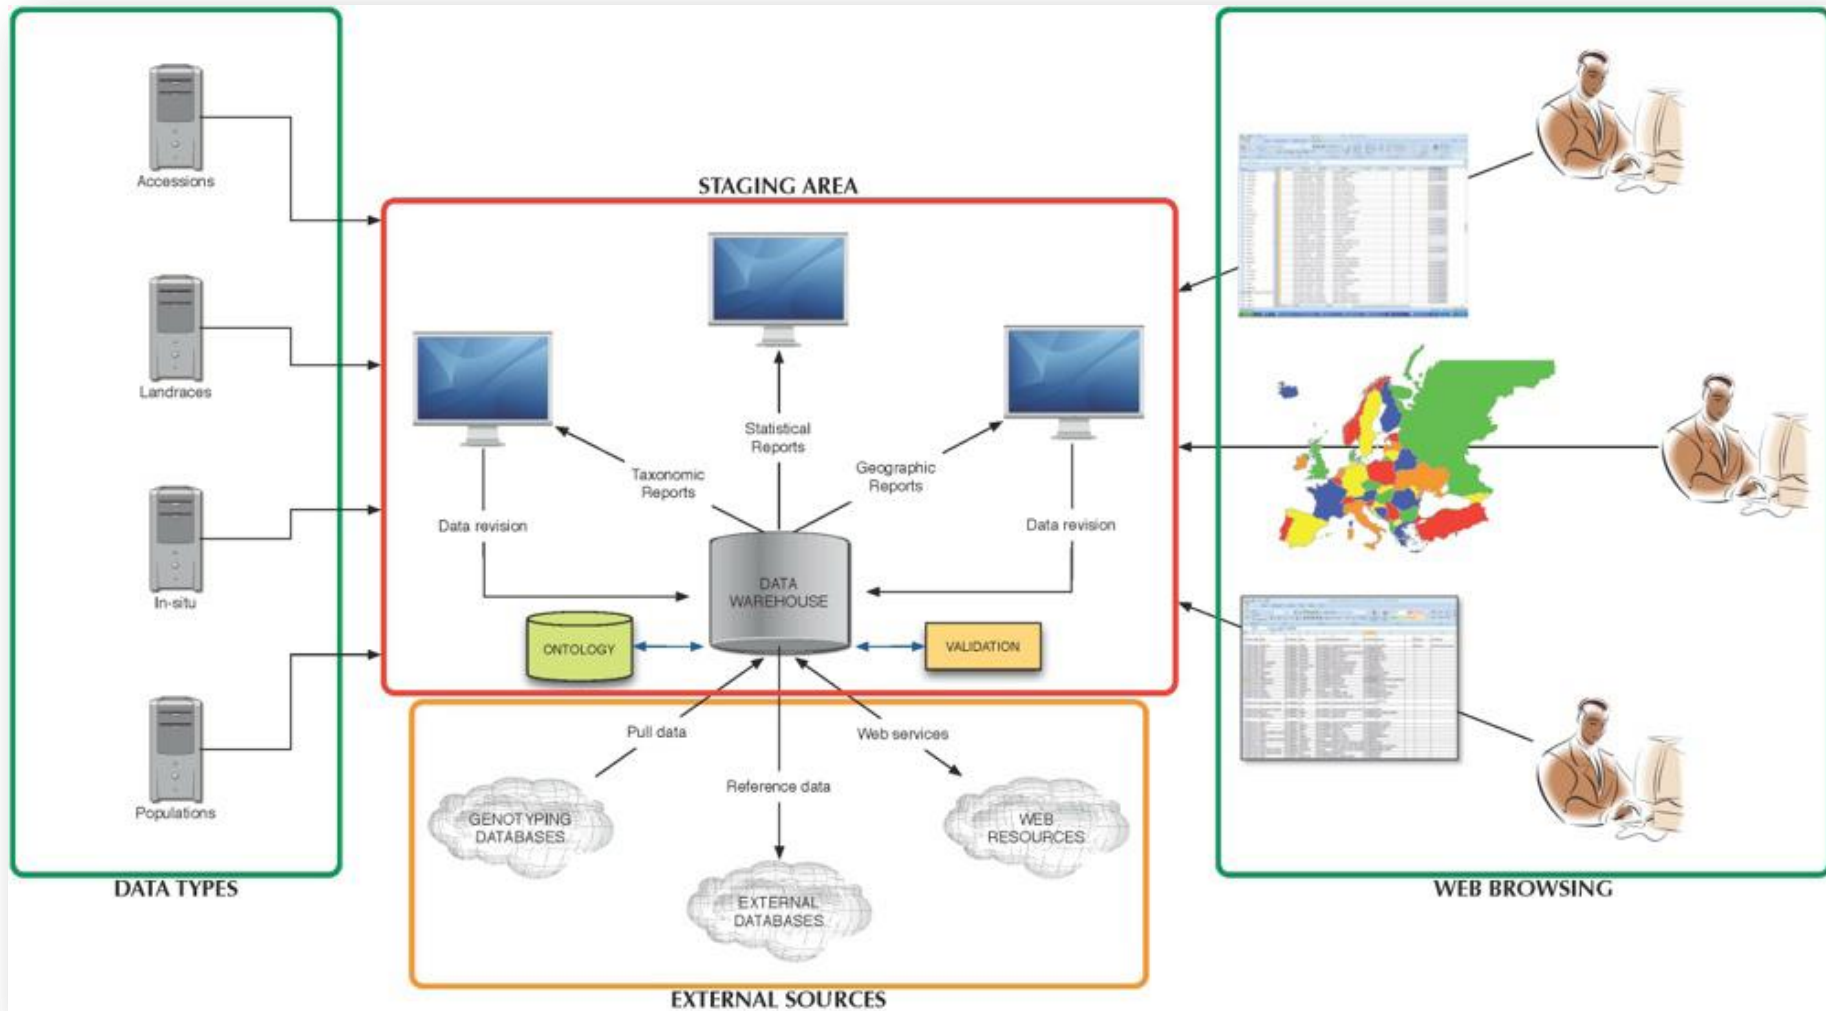 Accessions
Landraces
In-situ
Populations
DATA TYPES
STAGING AREA
Statistical
Reports
Taxonomic
Reports
Geographic
Reports
Data revision
Data revision
DATA
WAREHOUSE
ONTOLOGY
VALIDATION
Pull data
Web services
Reference data
GENOTYPING
DATABASES
WEB
RESOURCES
EXTERNAL
DATABASES
EXTERNAL SOURCES
WEB BROWSING